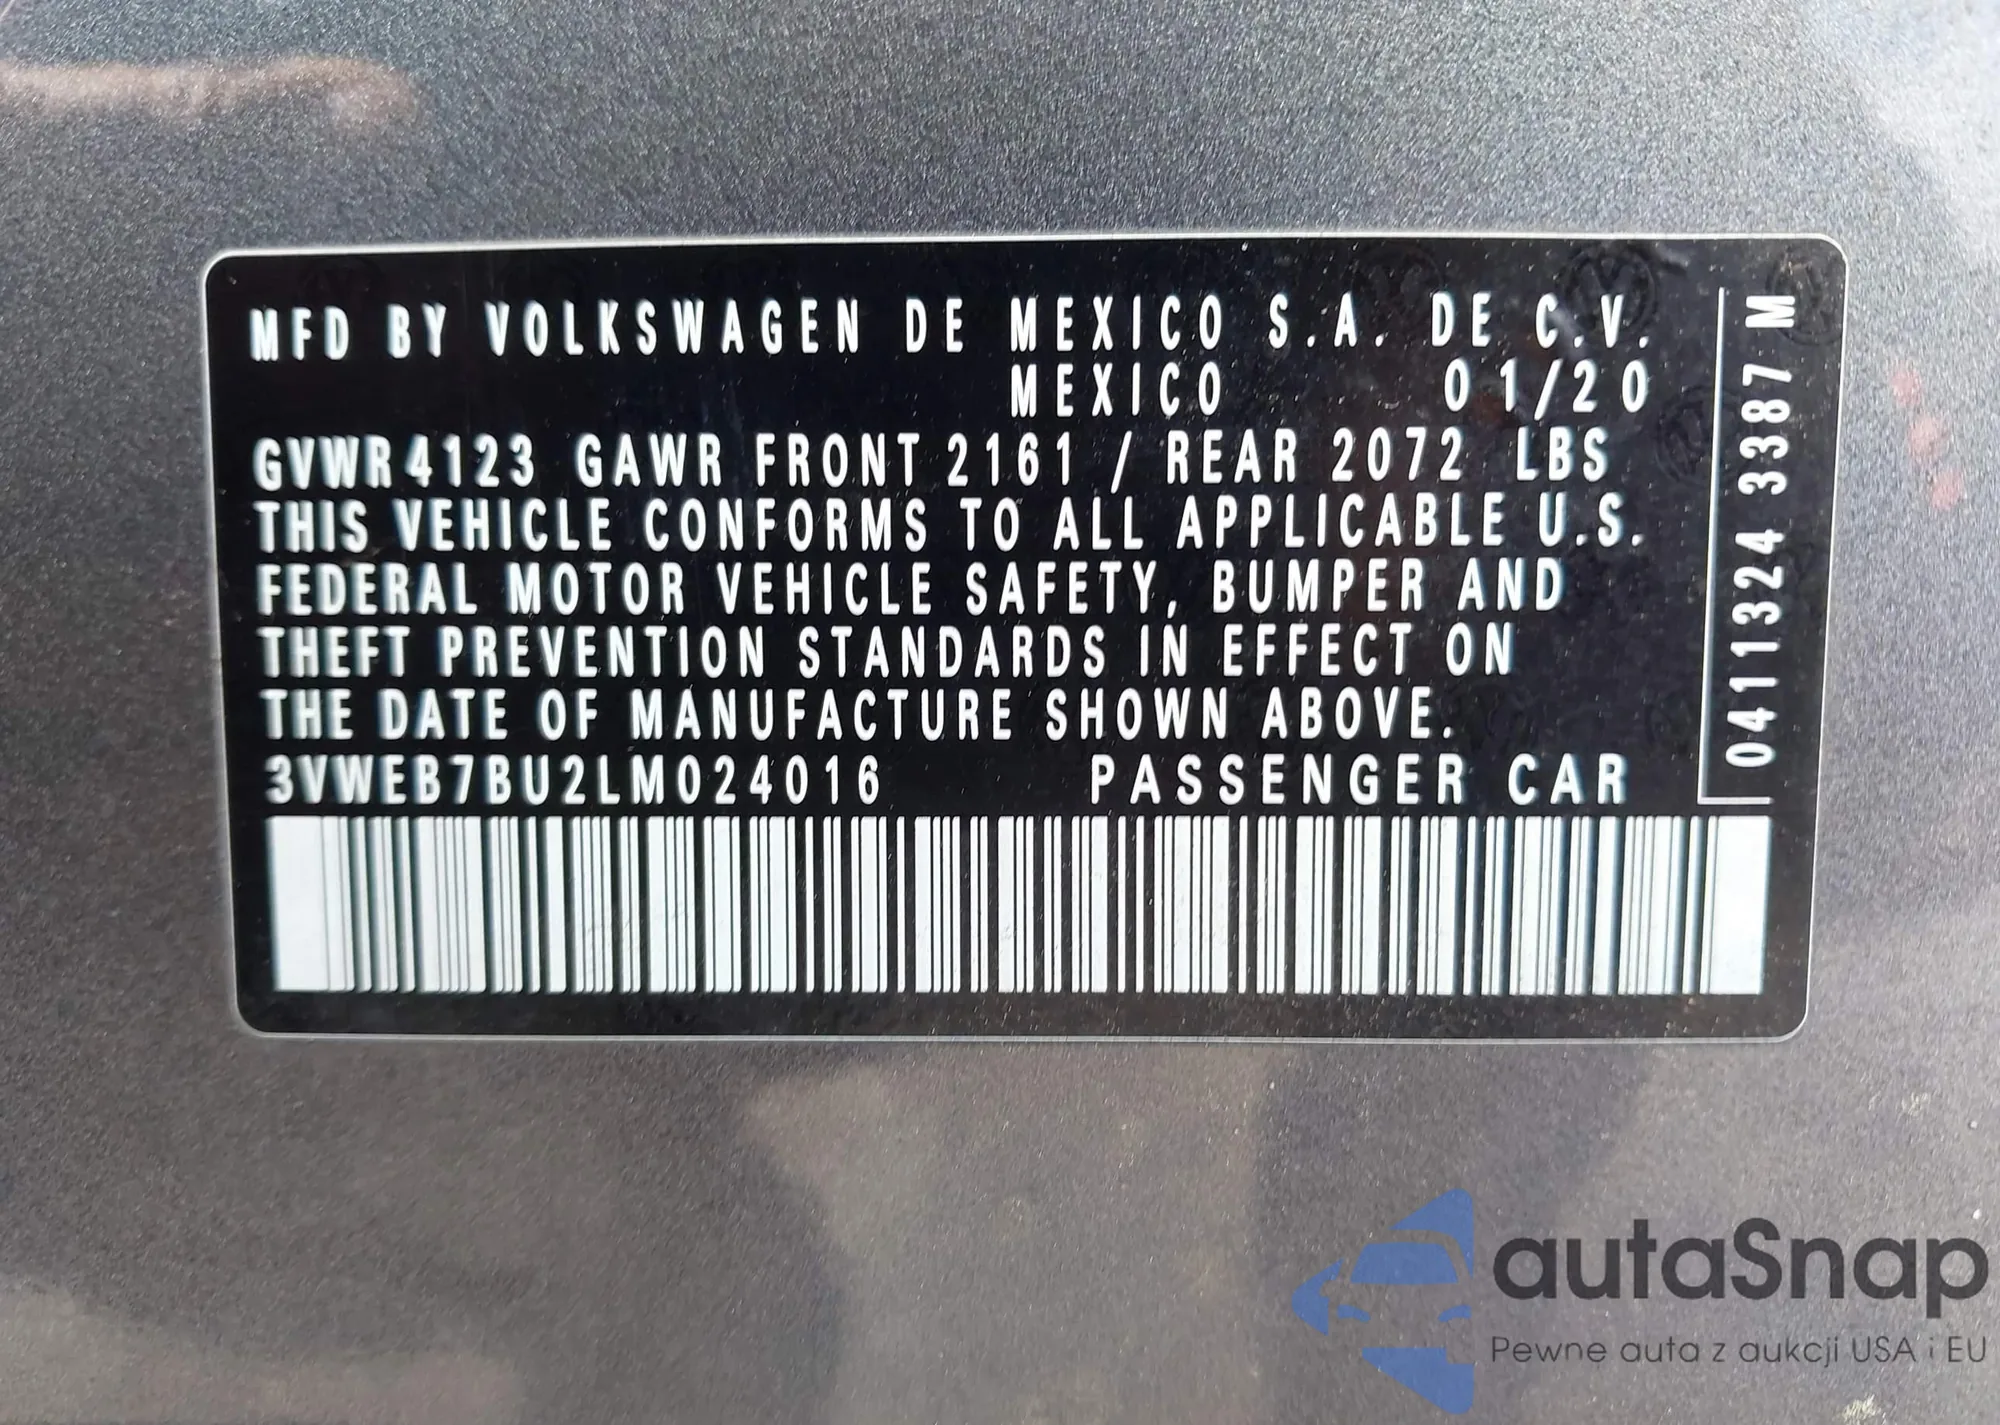 MFD BY VOLKSWAGEN DE MEXICO S.A. DE C.V.
MEXICO 01/20
GVWR 4123 GAWR FRONT 2161 / REAR 2072 LBS
THIS VEHICLE CONFORMS TO ALL APPLICABLE U.S.
FEDERAL MOTOR VEHICLE SAFETY, BUMPER AND
THEFT PREVENTION STANDARDS IN EFFECT ON
THE DATE OF MANUFACTURE SHOWN ABOVE.
3VWEB7BU2LM024016 PASSENGER CAR
0411324 3387 M
autaSnap
Pewne auta z aukcji USA i EU